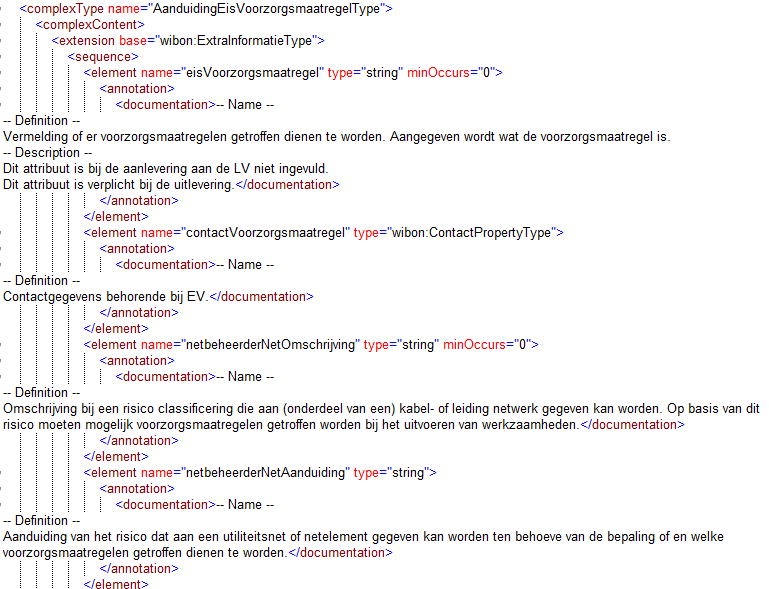 <complexType name="AanduidingEisVoorzorgsmaatregelType">
<complexContent>
<extension base="wibon:ExtraInformatieType">
<sequence>
<element name="eisVoorzorgsmaatregel" type="string" minOccurs="0">
<annotation>
<documentation>-- Name --
-- Definition --
Vermelding of er voorzorgsmaatregelen getroffen dienen te worden. Aangegeven wordt wat de voorzorgsmaatregel is.
-- Description --
Dit attribuut is bij de aanlevering aan de LV niet ingevuld.
Dit attribuut is verplicht bij de uitlevering.</documentation>
</annotation>
</element>
<element name="contactVoorzorgsmaatregel" type="wibon:ContactPropertyType">
<annotation>
<documentation>-- Name --
-- Definition --
Contactgegevens behorende bij EV.</documentation>
</annotation>
</element>
<element name="netbeheerderNetOmschrijving" type="string" minOccurs="0">
<annotation>
<documentation>-- Name --
-- Definition --
Omschrijving bij een risico classificering die aan (onderdeel van een) kabel- of leiding netwerk gegeven kan worden. Op basis van dit
risico moeten mogelijk voorzorgsmaatregelen getroffen worden bij het uitvoeren van werkzaamheden.</documentation>
</annotation>
</element>
<element name="netbeheerderNetAanduiding" type="string">
<annotation>
<documentation>-- Name --
-- Definition --
Aanduiding van het risico dat aan een utiliteitsnet of netelement gegeven kan worden ten behoeve van de bepaling of en welke
voorzorgsmaatregelen getroffen dienen te worden.</documentation>
</annotation>
</element>